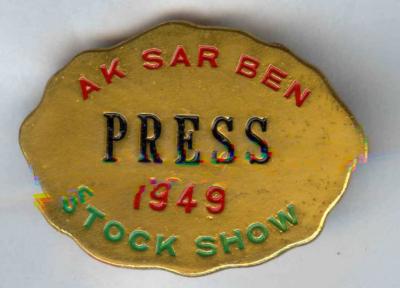 AK SAR BEN
PRESS
1949
STOCK SHOW